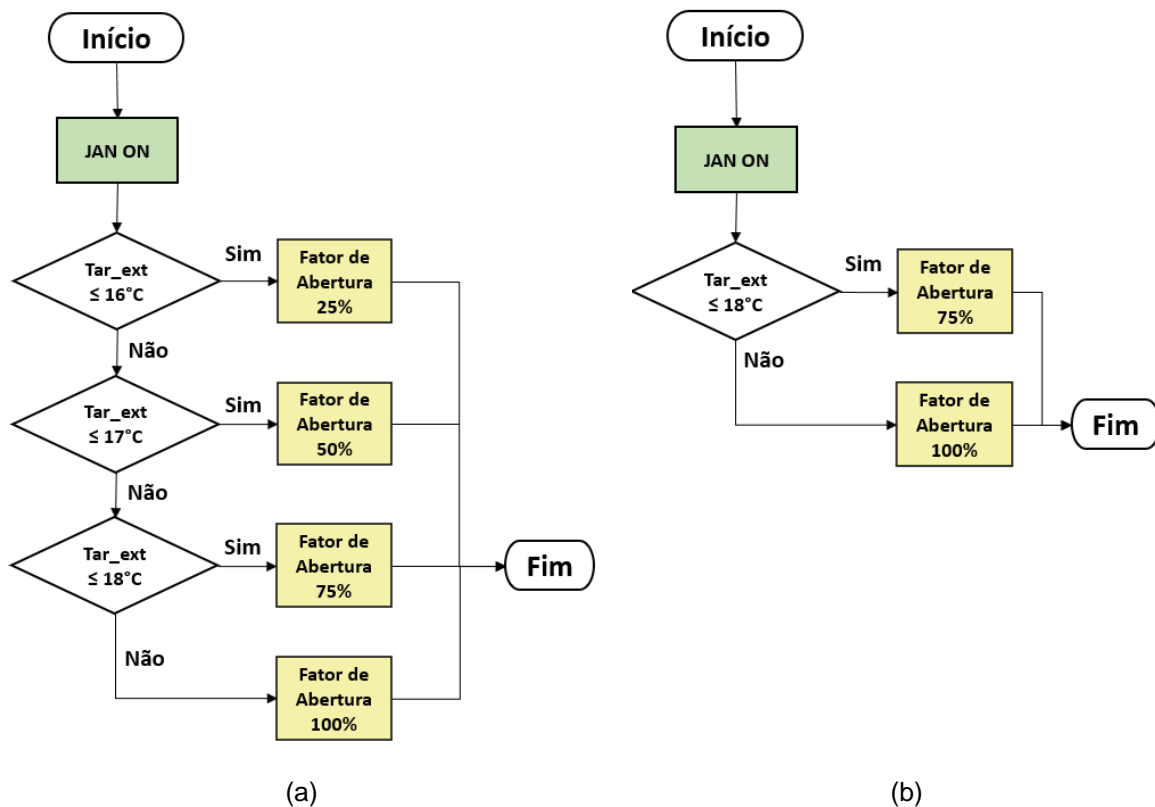 Início
JAN ON
Tar_ext
≤ 16°C
Sim
Fator de
Abertura
25%
Não
Tar_ext
≤ 17°C
Sim
Fator de
Abertura
50%
Não
Tar_ext
≤ 18°C
Sim
Fator de
Abertura
75%
Não
Fator de
Abertura
100%
Fim
(a)
Início
JAN ON
Tar_ext
≤ 18°C
Sim
Fator de
Abertura
75%
Não
Fator de
Abertura
100%
Fim
(b)